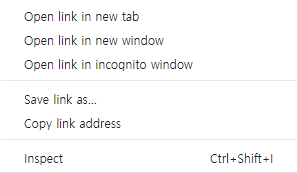 Open link in new tab
Open link in new window
Open link in incognito window
Save link as...
Copy link address
Inspect Ctrl+Shift+I